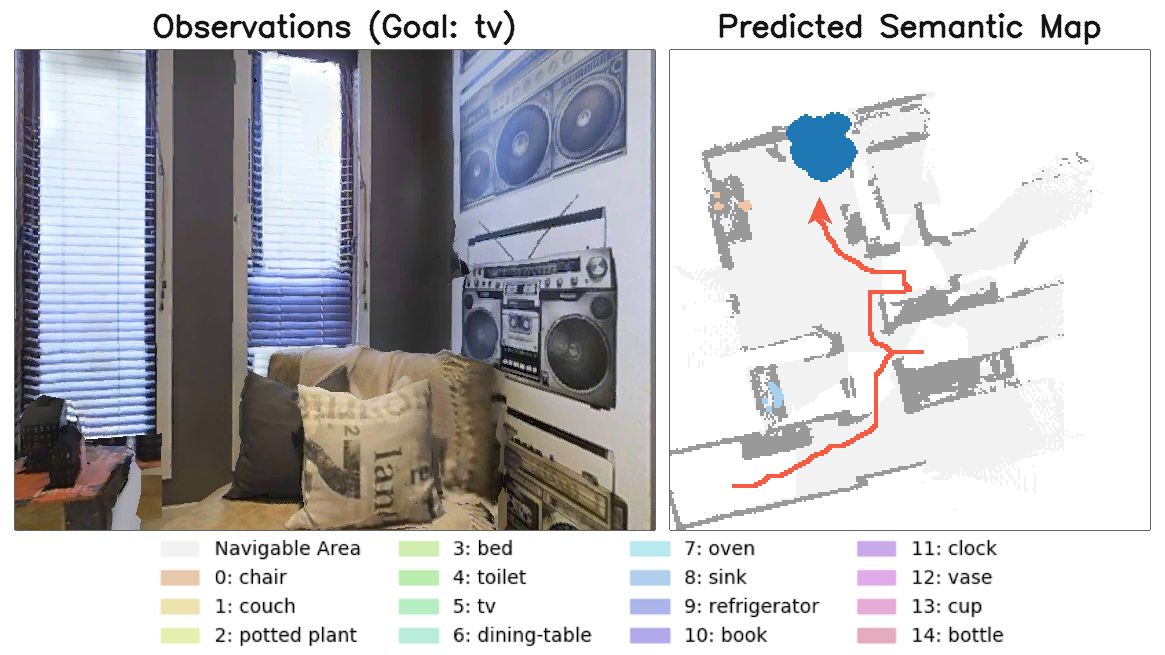 Observations (Goal: tv)
Predicted Semantic Map
2
lan
Navigable Area
0: chair
1: couch
2: potted plant
3: bed
4: toilet
5: tv
6: dining-table
7: oven
8: sink
9: refrigerator
10: book
11: clock
12: vase
13: cup
14: bottle